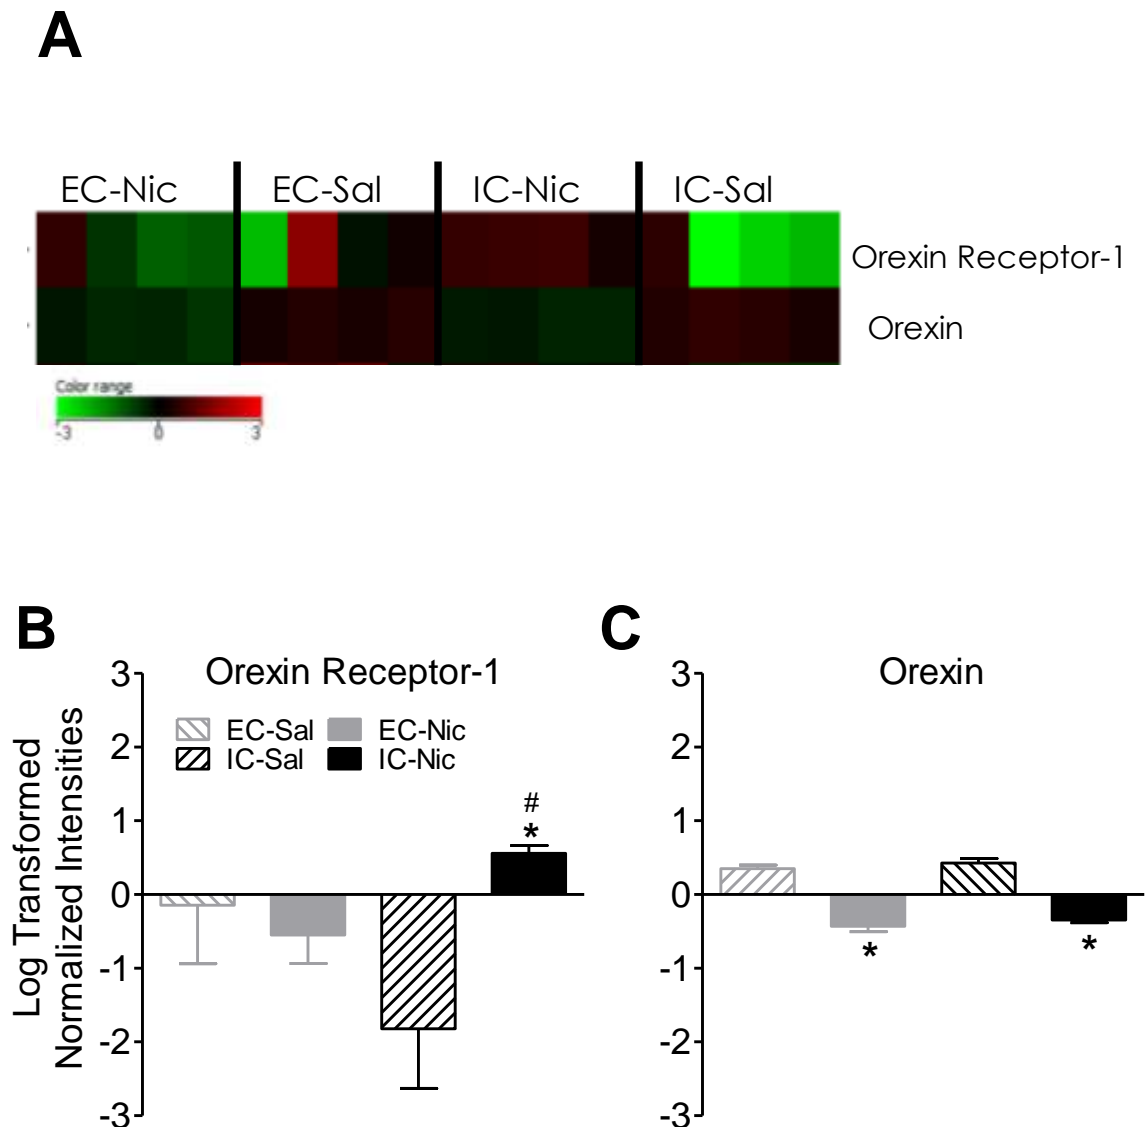 A
EC-Nic EC-Sal IC-Nic IC-Sal
Orexin Receptor-1
Orexin
Color range
-3 0 3
B
Orexin Receptor-1
Log Transformed
Normalized Intensities
3
2
1
0
-1
-2
-3
EC-Sal EC-Nic
IC-Sal IC-Nic
#
*
C
Orexin
3
2
1
0
-1
-2
-3
* *